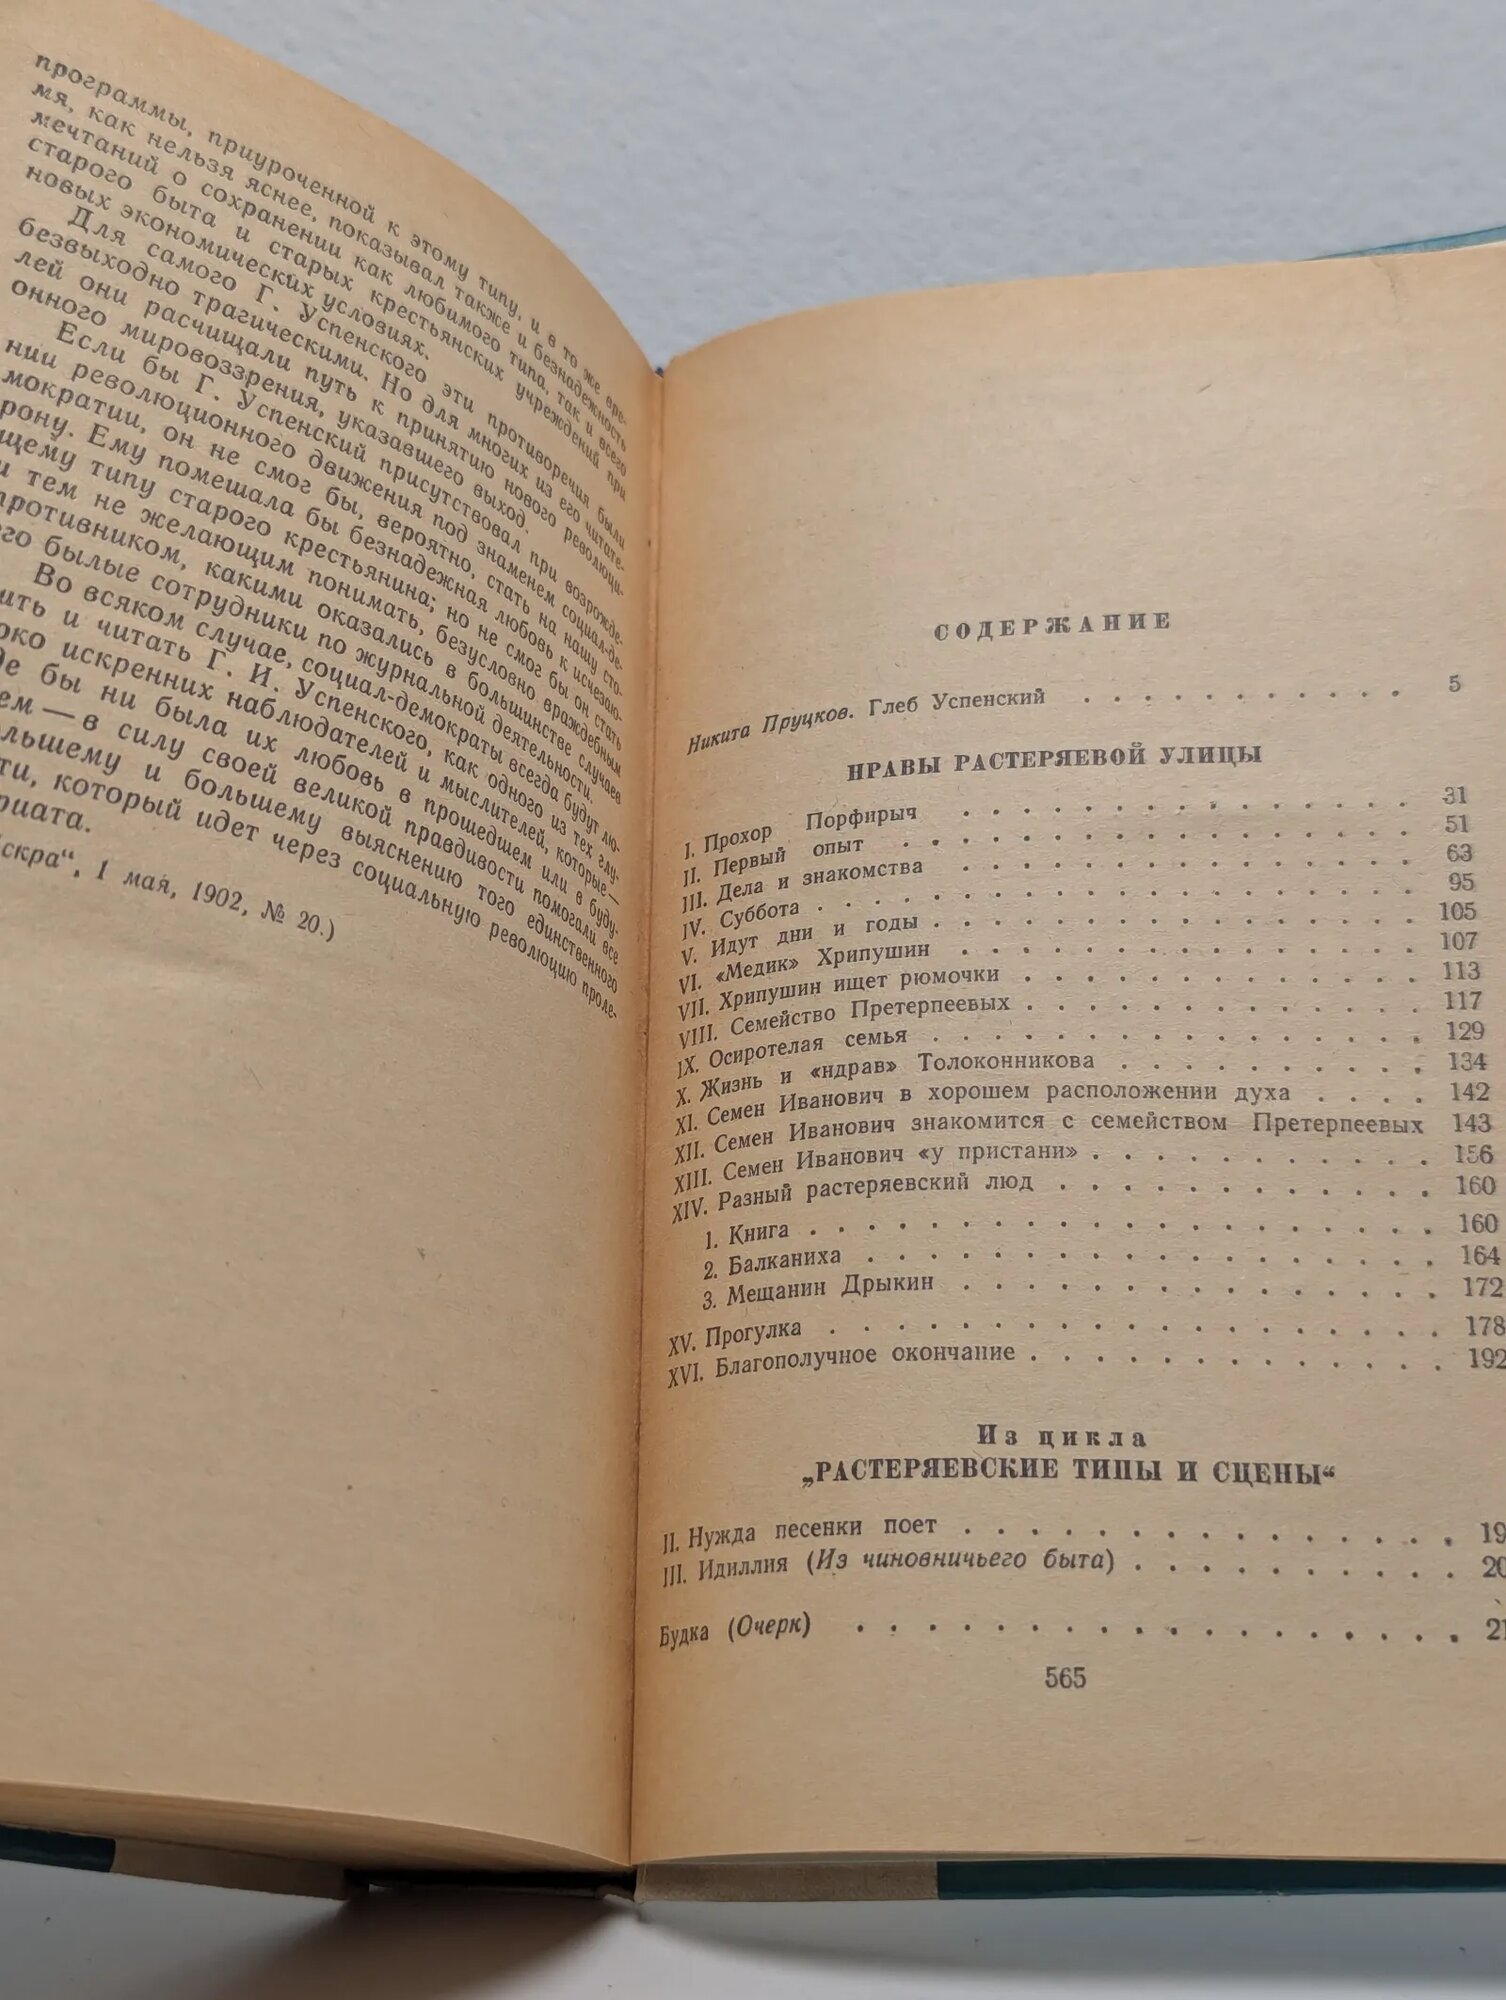 программы, приуроченной к этому типу, и в то же вре-
мя, как нельзя яснее, показывал также и безнадежность
мечтаний о сохранении как любимого типа, так и всего
старого быта и старых крестьянских учреждений при
новых экономических условиях.
Для самого Г. Успенского эти противоречия были
безвыходно трагическими. Но для многих из его читате-
лей они расчищали путь к принятию нового революци-
онного мировоззрения, указавшего выход.
Если бы Г. Успенский присутствовал при возрожде-
нии революционного движения под знаменем социал-де-
мократии, он не смог бы, вероятно, стать на нашу сто-
рону. Ему помешала бы безнадежная любовь к исчезаю-
щему типу старого крестьянина; но не смог бы он стать
и тем не желающим понимать, безусловно враждебным
противником, какими оказались в большинстве случаев
его былые сотрудники по журнальной деятельности.
Во всяком случае, социал-демократы всегда будут лю-
ить и читать Г. И. Успенского, как одного из тех глу-
око искренних наблюдателей и мыслителей, которые —
де бы ни была их любовь в прошедшем или в буду-
ем — в силу своей великой правдивости помогали все
льшему и большему выяснению того единственного
ти, который идет через социальную революцию проле-
ариата.
скра“, 1 мая, 1902, № 20.)
СОДЕРЖАНИЕ
Никита Пруцков. Глеб Успенский . . . . . . . . . . . 5
НРАВЫ РАСТЕРЯЕВОЙ УЛИЦЫ
I. Прохор Порфирыч . . . . . . . . . . . . . . . 31
II. Первый опыт . . . . . . . . . . . . . . . . 51
III. Дела и знакомства . . . . . . . . . . . . . . . 63
IV. Суббота . . . . . . . . . . . . . . . . . . . 95
V. Идут дни и годы . . . . . . . . . . . . . . . . 105
VI. «Медик» Хрипушин . . . . . . . . . . . . . . . 107
VII. Хрипушин ищет рюмочки . . . . . . . . . . . . . 113
VIII. Семейство Претерпеевых . . . . . . . . . . . . . 117
IX. Осиротелая семья . . . . . . . . . . . . . . . . 129
X. Жизнь и «ндрав» Толоконникова . . . . . . . . . . 134
XI. Семен Иванович в хорошем расположении духа . . . . 142
XII. Семен Иванович знакомится с семейством Претерпеевых 143
XIII. Семен Иванович «у пристани» . . . . . . . . . . . 156
XIV. Разный растеряевский люд . . . . . . . . . . . . 160
1. Книга . . . . . . . . . . . . . . . . . . . 160
2. Балканиха . . . . . . . . . . . . . . . . . 164
3. Мещанин Дрыкин . . . . . . . . . . . . . . . 172
XV. Прогулка . . . . . . . . . . . . . . . . . . 178
XVI. Благополучное окончание . . . . . . . . . . . . . 192
Из цикла
„РАСТЕРЯЕВСКИЕ ТИПЫ И СЦЕНЫ“
II. Нужда песенки поет . . . . . . . . . . . . . . . 19
III. Идиллия (Из чиновничьего быта) . . . . . . . . . . 20
Будка (Очерк) . . . . . . . . . . . . . . . . . . 21
565